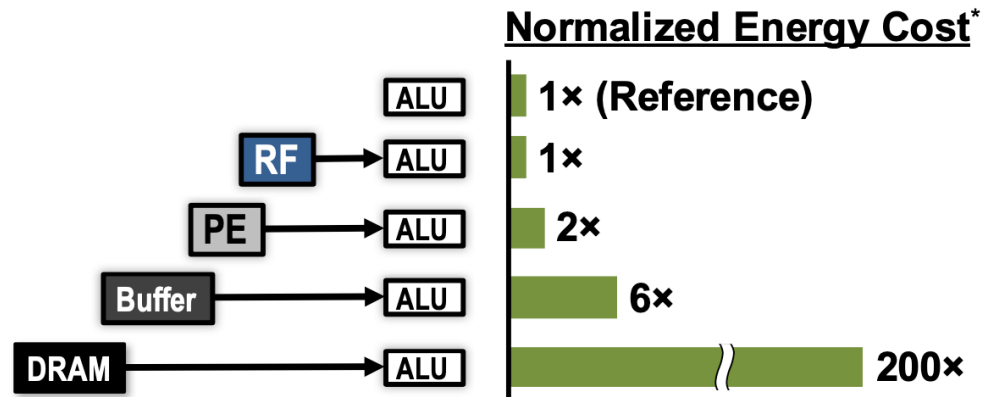 Normalized Energy Cost*
ALU 1× (Reference)
RF ALU 1×
PE ALU 2×
Buffer ALU 6×
DRAM ALU 200×